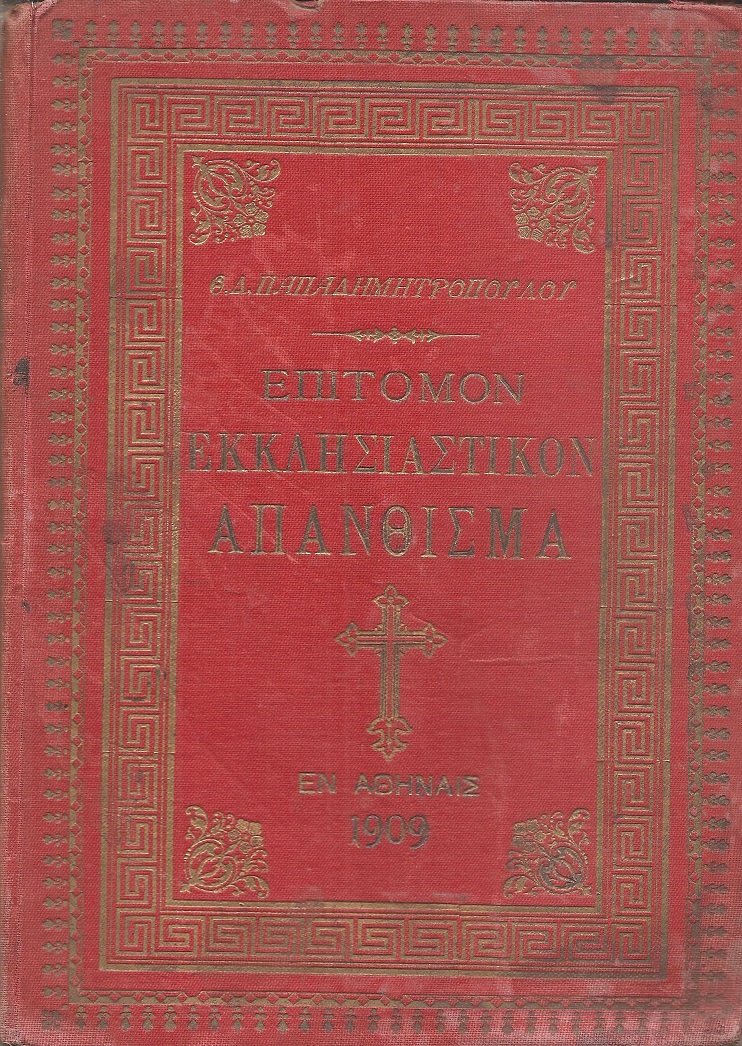 Θ.Δ.ΠΑΠΑΔΗΜΗΤΡΟΠΟΥΛΟΥ
ΕΠΙΤΟΜΟΝ
ΕΚΚΛΗΣΙΑΣΤΙΚΟΝ
ΑΠΑΝΘΙΣΜΑ
ΕΝ ΑΘΗΝΑΙΣ
1909